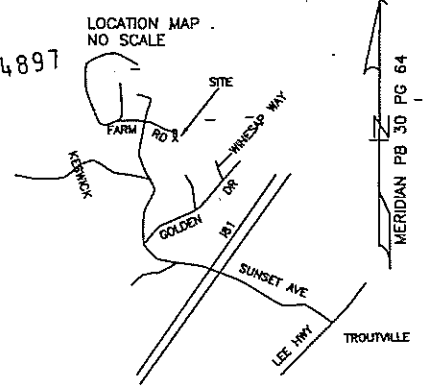 LOCATION MAP
NO SCALE
4897
SITE
FARM RD
WINESAP WAY
KESWICK
GOLDEN DR
I81
SUNSET AVE
LEE HWY
TROUTVILLE
N
MERIDIAN PB 30 PG 64